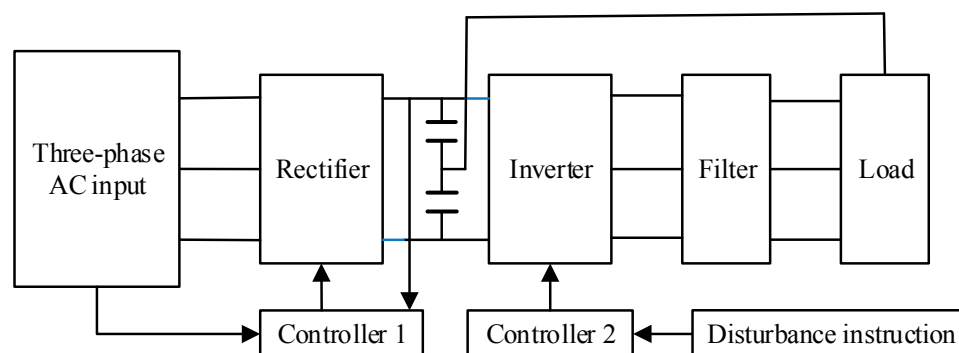 Three-phase
AC input
Rectifier
Inverter
Filter
Load
Controller 1
Controller 2
Disturbance instruction